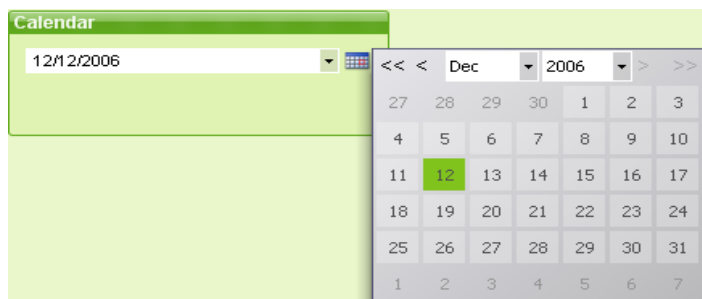 Calendar
12/12/2006
<< < Dec 2006 > >>
27 28 29 30 1 2 3
4 5 6 7 8 9 10
11 12 13 14 15 16 17
18 19 20 21 22 23 24
25 26 27 28 29 30 31
1 2 3 4 5 6 7